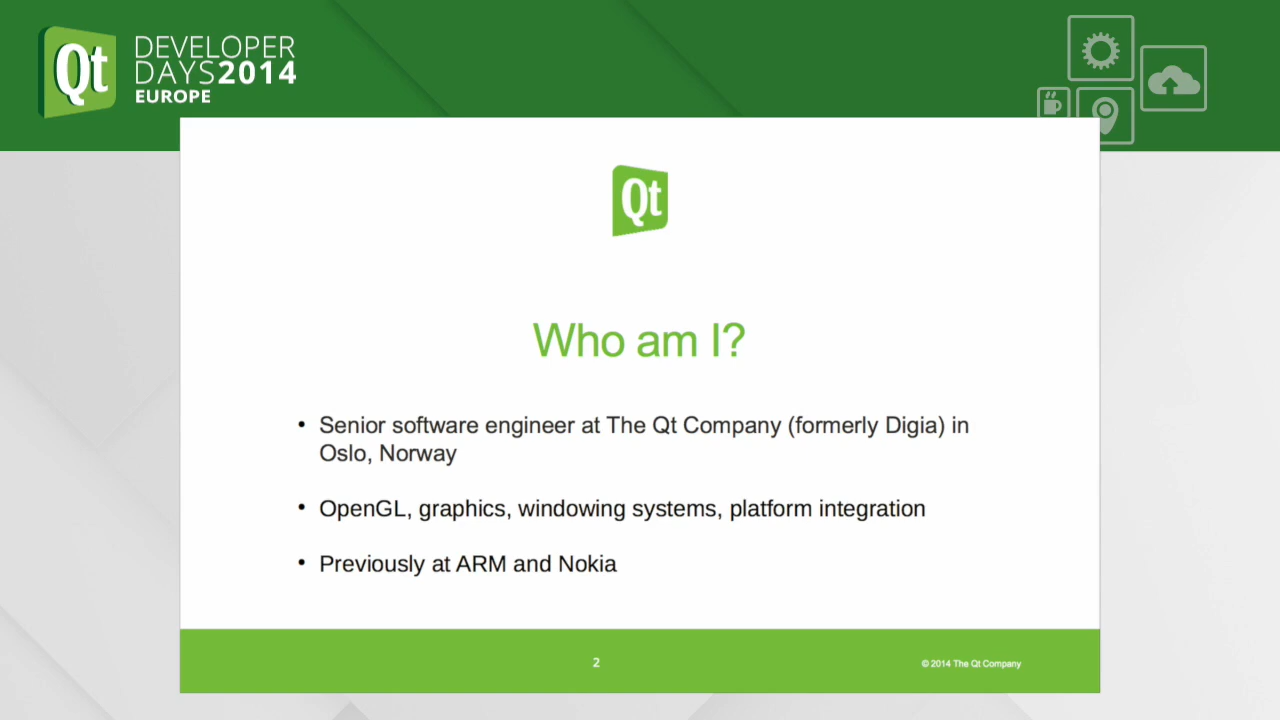 Qt
DEVELOPER
DAYS2014
EUROPE
Qt
Who am I?
• Senior software engineer at The Qt Company (formerly Digia) in
Oslo, Norway
• OpenGL, graphics, windowing systems, platform integration
• Previously at ARM and Nokia
2
© 2014 The Qt Company